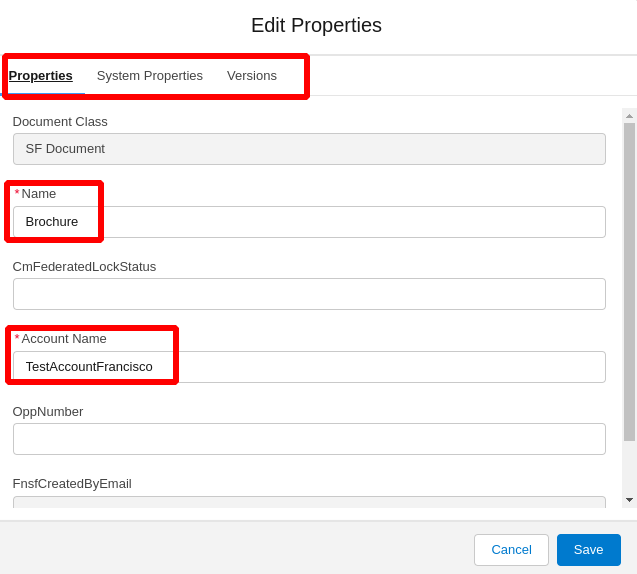 Edit Properties
Properties System Properties Versions
Document Class
SF Document
*Name
Brochure
CmFederatedLockStatus
*Account Name
TestAccountFrancisco
OppNumber
FnsfCreatedByEmail
Cancel Save